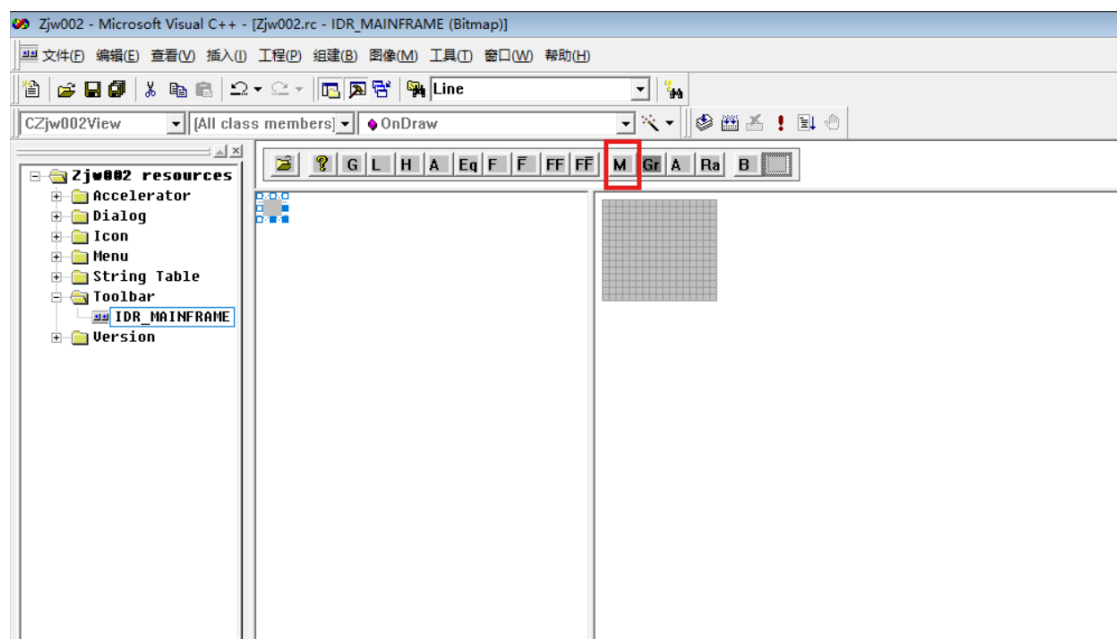 Zjw002 - Microsoft Visual C++ - [Zjw002.rc - IDR_MAINFRAME (Bitmap)]
文件(F) 编辑(E) 查看(V) 插入(I) 工程(P) 组建(B) 图像(M) 工具(T) 窗口(W) 帮助(H)
Line
CZjw002View [All class members] OnDraw
G L H A Eq F F̅ FF FF̅ M Gr A Ra B
Zjw002 resources
Accelerator
Dialog
Icon
Menu
String Table
Toolbar
IDR_MAINFRAME
Version